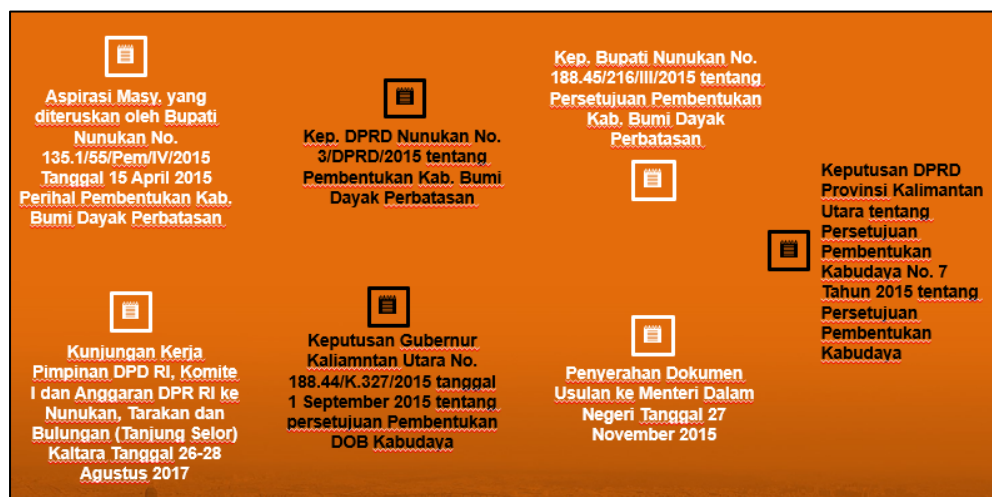 Aspirasi Masy. yang
diteruskan oleh Bupati
Nunukan No.
135.1/55/Pem/IV/2015
Tanggal 15 April 2015
Perihal Pembentukan Kab.
Bumi Dayak Perbatasan
Kep. DPRD Nunukan No.
3/DPRD/2015 tentang
Pembentukan Kab. Bumi
Dayak Perbatasan
Kep. Bupati Nunukan No.
188.45/216/III/2015 tentang
Persetujuan Pembentukan
Kab. Bumi Dayak
Perbatasan
Keputusan DPRD
Provinsi Kalimantan
Utara tentang
Persetujuan
Pembentukan
Kabudaya No. 7
Tahun 2015 tentang
Persetujuan
Pembentukan
Kabudaya
Kunjungan Kerja
Pimpinan DPD RI, Komite
I dan Anggaran DPR RI ke
Nunukan, Tarakan dan
Bulungan (Tanjung Selor)
Kaltara Tanggal 26-28
Agustus 2017
Keputusan Gubernur
Kaliamntan Utara No.
188.44/K.327/2015 tanggal
1 September 2015 tentang
persetujuan Pembentukan
DOB Kabudaya
Penyerahan Dokumen
Usulan ke Menteri Dalam
Negeri Tanggal 27
November 2015